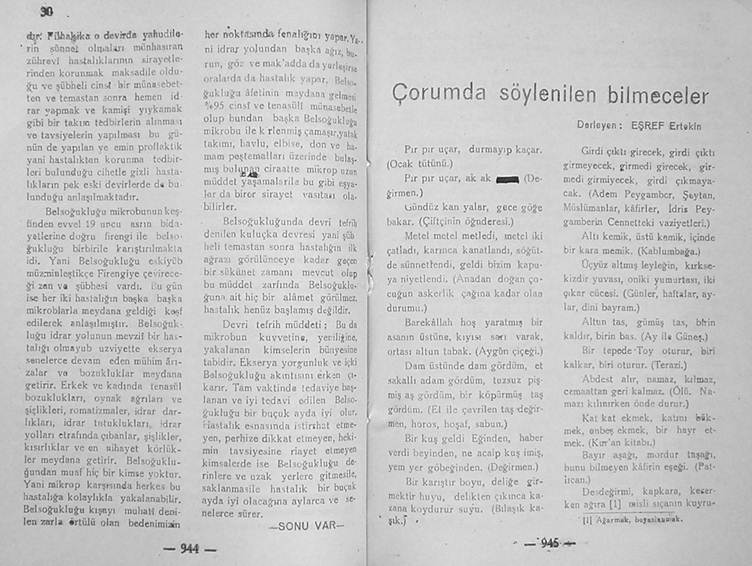 30
dır. Filhakika o devirde yahudile-
rin sünnet olmaları münhasıran
zührevi hastalıklarının sirayetle-
rinden korunmak maksadile oldu-
ğu ve şübheli cinsî bir münasebet-
ten ve temastan sonra hemen id-
rar yapmak ve kamişi yıykamak
gibi bir takım tedbirlerin alınması
ve tavsiyelerin yapılması bu gü-
nün de yapılan ye emin proflektik
yani hastalıktan korunma tedbir-
leri bulunduğu cihetle gizli hasta-
lıkların pek eski devirlerde de bu-
lunduğu anlaşılmaktadır.
Belsoğukluğu mikrobunun keş-
finden evvel 19 uncu asrın bida-
yetlerine doğru firengi ile belso-
ğukluğu birbirile karıştırılmakta
idi. Yani Belsoğukluğu eskiyüb
müzminleştikçe Firengiye çevirece-
ği zan ve şübhesi vardı. Bu gün
ise her iki hastalığın başka başka
mikroblarla meydana geldiği keşf
edilerek anlaşılmıştır. Belsoğuk-
luğu idrar yolunun mevzii bir has-
talığı olmayub uzviyette ekserya
senelerce devam eden mühim ârı-
zalar va bozukluklar meydana
getirir. Erkek ve kadında tenasül
bozuklukları, oynak ağrıları ve
şişlikleri, romatizmaler, idrar dar-
lıkları, idrar tutuklukları, idrar
yolları etrafında çıbanlar, şişlikler,
kısırlıklar ve en nihayet körlük-
ler meydana getirir. Belsoğuklu-
ğundan muaf hiç bir kimse yoktur.
Yani mikrop karşısında herkes bu
hastalığa kolaylıkla yakalanabilir.
Belsoğukluğu kişnyi muhati deni-
len zarla örtülü olan bedenimizin
her noktasında fenalığını yapar. Ya-
ni idrar yolundan başka ağız, bu-
run, göz ve mak'adda da yerleşirse
oralarda da hastalık yapar. Belso-
ğukluğu âfetinin meydana gelmesi
%95 cinsî ve tenasülî münasebetle
olup bundan başka Belsoğukluğu
mikrobu ile kirlenmiş çamaşır, yatak
takımı, havlu, elbise, don ve ha-
mam peştemalları üzerinde bulaş-
mış bulunan ciraatte mikrop uzun
müddet yaşamalarıla bu gibi eşya-
lar da birer sirayet vasıtası ola-
bilirler.
Belsoğukluğunda devri tefrih
denilen kuluçka devresi yani şüb
heli temastan sonra hastalığın ilk
ağrazı görülünceye kadar geçen
bir sükûnet zamanı mevcut olup
bu müddet zarfında Belsoğuklu-
ğuna ait hiç bir alâmet görülmez.
hastalık henüz başlamış değildir.
Devri tefrih müddeti; Bu da
mikrobun kuvvetine, yeniliğine,
yakalanan kimselerin bünyesine
tabidir. Ekserya yorgunluk ve içki
Belsoğukluğu akıntısını erken çı-
karır. Tam vaktinde tedaviye baş-
lanan ve iyi tedavi edilen Belso-
ğukluğu bir buçuk ayda iyi olur.
Hastalık esnasında istirahat etme-
yen, perhize dikkat etmeyen, heki-
min tavsiyesine riayet etmeyen
kimselerde ise Belsoğukluğu de-
rinlere ve uzak yerlere gitmesile,
saklanmasile hastalık bir buçuk
ayda iyi olacağına aylarca ve se-
nelerce sürer.
—SONU VAR—
— 944 —
Çorumda söylenilen bilmeceler
Derleyen: EŞREF Ertekin
Pır pır uçar, durmayıp kaçar.
(Ocak tütünü.)
Pır pır uçar, ak ak (De-
ğirmen.)
Gündüz kan yalar, gece göğe
bakar. (Çiftçinin öğnderesi.)
Metel metel metledi, metel iki
çatladı, karınca kanatlandı, söğüt-
de sünnetlendi, geldi bizim kapu-
ya niyetlendi. (Anadan doğan ço-
cuğun askerlik çağına kadar olan
durumu.)
Barekâllah hoş yaratmış bir
asanın üstüne, kıyısı sarı varak,
ortası altun tabak. (Aygün çiçeği.)
Dam üstünde dam gördüm, et
sakallı adam gördüm, tuzsuz piş-
miş aş gördüm, bir köpürmüş taş
gördüm. (El ile çevrilen taş değir-
men, horos, hoşaf, sabun.)
Bir kuş geldi Eğinden, haber
verdi beyinden, ne acaip kuş imiş,
yem yer göbeğinden. (Değirmen.)
Bir karıştır boyu, deliğe gir-
mektir huyu, delikten çıkınca ka-
zana koydurur suyu. (Bılaşık ka-
şık.)
Girdi çıktı girecek, girdi çıktı
girmeyecek, girmedi girecek, gir-
medi girmiyecek, girdi çıkmaya-
cak. (Adem Peygamber, Şeytan,
Müslümanlar, kâfirler, İdris Pey-
gamberin Cennetteki vaziyetleri.)
Altı kemik, üstü kemik, içinde
bir kara memik. (Kablumbağa.)
Üçyüz altmış leyleğin, kırkse-
kizdir yuvası, oniki yumurtası, iki
çıkar cücesi. (Günler, haftalar, ay-
lar, dini bayram.)
Altun tas, gümüş tas, birin
kaldır, birin bas. (Ay ile Güneş.)
Bir tepede-Toy oturur, biri
kalkar, biri oturur. (Terazi.)
Abdest alır, namaz, kılmaz,
cemaattan geri kalmaz. (Ölü. Na-
mazı kılınırken önde durur.)
Kat kat ekmek, katını bük-
mek, onbeş ekmek, bir hayr et-
mek. (Kur'an kitabı.)
Bayır aşağı, mordur taşağı,
bunu bilmeyen kâfirin eşeği. (Pat-
lıcan.)
Desdeğirmi, kapkara, keser-
ken ağıra [1] misli sıçanın kuyru-
[1] Ağarmak, beyazlanmak.
— 945 —